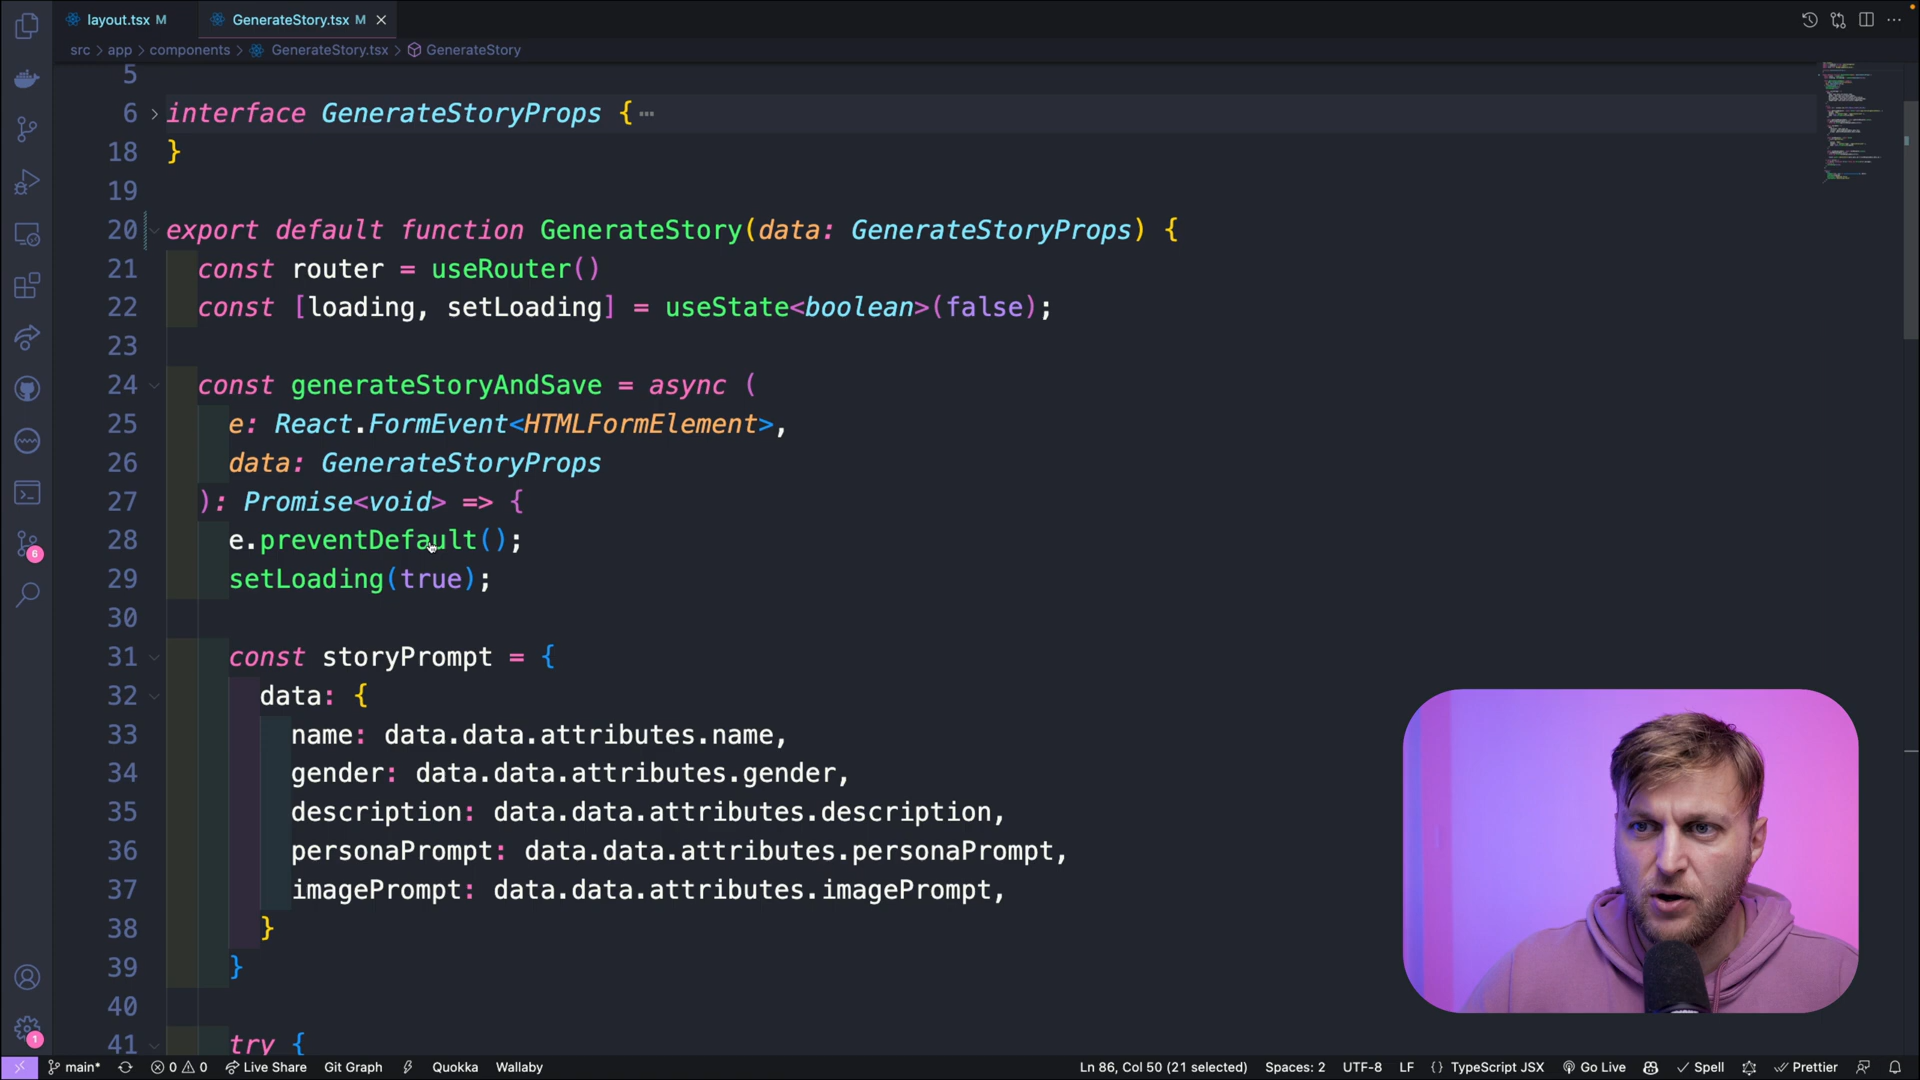 layout.tsx M
GenerateStory.tsx M
src > app > components > GenerateStory.tsx > GenerateStory
5
6 interface GenerateStoryProps {
18 }
19
20 export default function GenerateStory(data: GenerateStoryProps) {
21 const router = useRouter()
22 const [loading, setLoading] = useState<boolean>(false);
23
24 const generateStoryAndSave = async (
25 e: React.FormEvent<HTMLFormElement>,
26 data: GenerateStoryProps
27 ): Promise<void> => {
28 e.preventDefault();
29 setLoading(true);
30
31 const storyPrompt = {
32 data: {
33 name: data.data.attributes.name,
34 gender: data.data.attributes.gender,
35 description: data.data.attributes.description,
36 personaPrompt: data.data.attributes.personaPrompt,
37 imagePrompt: data.data.attributes.imagePrompt,
38 }
39 }
40
41 try {
6
1
main* 0 0 Live Share Git Graph Quokka Wallaby Ln 86, Col 50 (21 selected) Spaces: 2 UTF-8 LF {} TypeScript JSX Go Live Spell Prettier